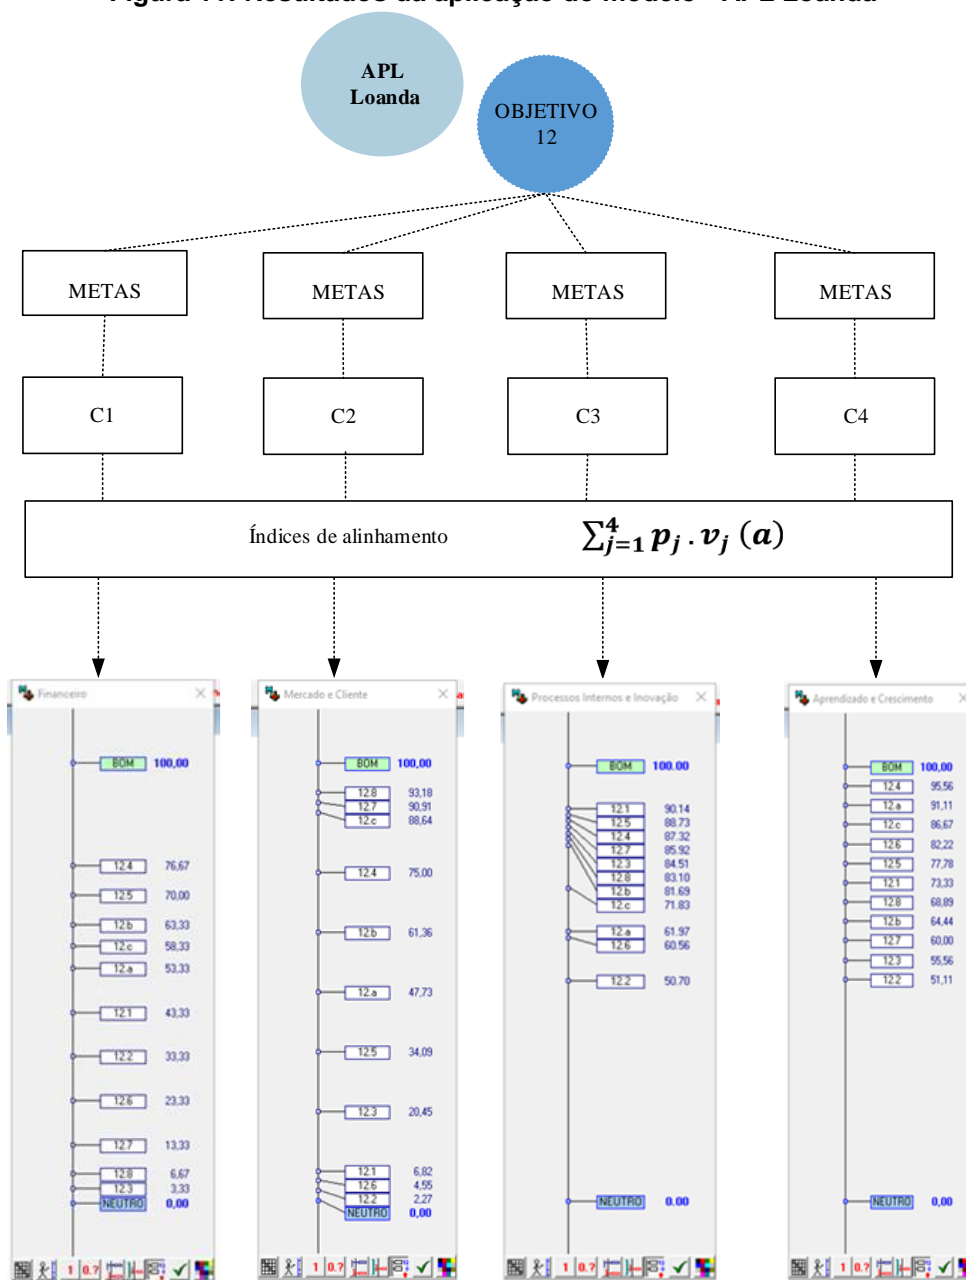 APL
Loanda
OBJETIVO
12
METAS
METAS
METAS
METAS
C1
C2
C3
C4
Índices de alinhamento
∑⁴ⱼ₌₁ pⱼ . vⱼ (a)
Financeiro
BOM 100,00
12.4 76,67
12.5 70,00
12.b 63,33
12.c 58,33
12.a 53,33
12.1 43,33
12.2 33,33
12.6 23,33
12.7 13,33
12.8 6,67
12.3 3,33
NEUTRO 0,00
Mercado e Cliente
BOM 100,00
12.8 93,18
12.7 90,91
12.c 88,64
12.4 75,00
12.b 61,36
12.a 47,73
12.5 34,09
12.3 20,45
12.1 6,82
12.6 4,55
12.2 2,27
NEUTRO 0,00
Processos Internos e Inovação
BOM 100.00
12.1 90.14
12.5 88.73
12.4 87.32
12.7 85.92
12.3 84.51
12.8 83.10
12.b 81.69
12.c 71.83
12.a 61.97
12.6 60.56
12.2 50.70
NEUTRO 0.00
Aprendizado e Crescimento
BOM 100,00
12.4 95,56
12.a 91,11
12.c 86,67
12.6 82,22
12.5 77,78
12.1 73,33
12.8 68,89
12.b 64,44
12.7 60,00
12.3 55,56
12.2 51,11
NEUTRO 0,00